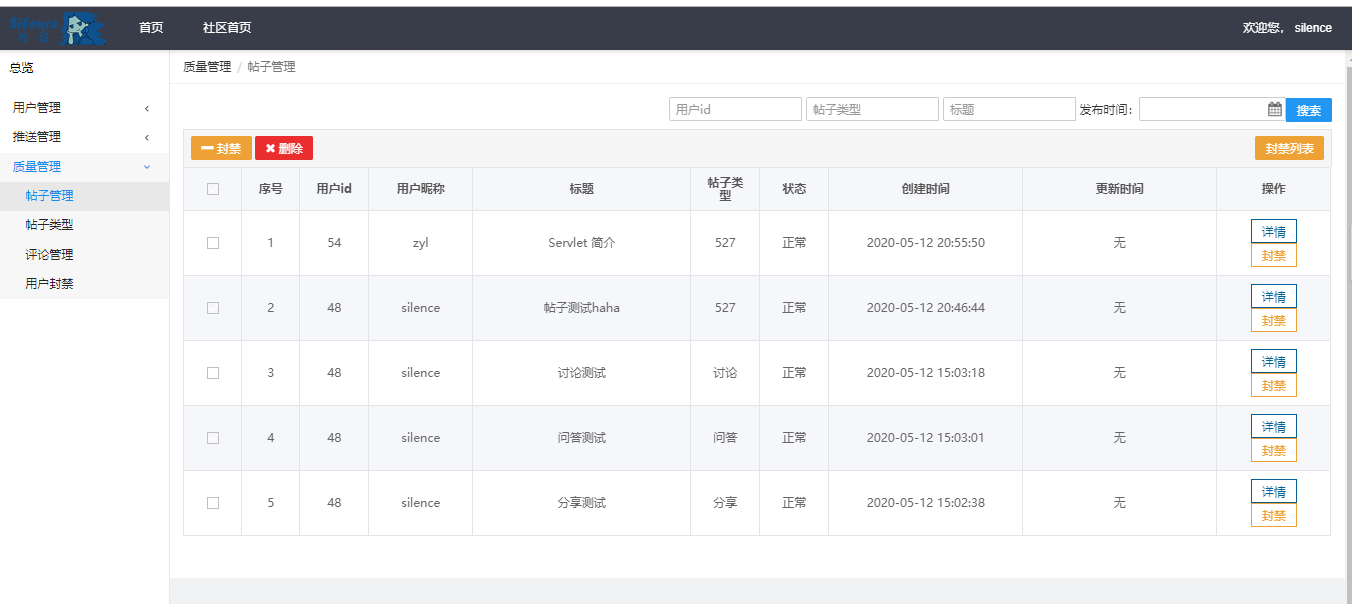 Silence
首页 社区首页 欢迎您， silence
总览
用户管理
推送管理
质量管理
帖子管理
帖子类型
评论管理
用户封禁
质量管理 / 帖子管理
用户id 帖子类型 标题 发布时间： 搜索
封禁 删除 封禁列表
序号 用户id 用户昵称 标题 帖子类型 状态 创建时间 更新时间 操作
1 54 zyl Servlet 简介 527 正常 2020-05-12 20:55:50 无 详情
封禁
2 48 silence 帖子测试haha 527 正常 2020-05-12 20:46:44 无 详情
封禁
3 48 silence 讨论测试 讨论 正常 2020-05-12 15:03:18 无 详情
封禁
4 48 silence 问答测试 问答 正常 2020-05-12 15:03:01 无 详情
封禁
5 48 silence 分享测试 分享 正常 2020-05-12 15:02:38 无 详情
封禁